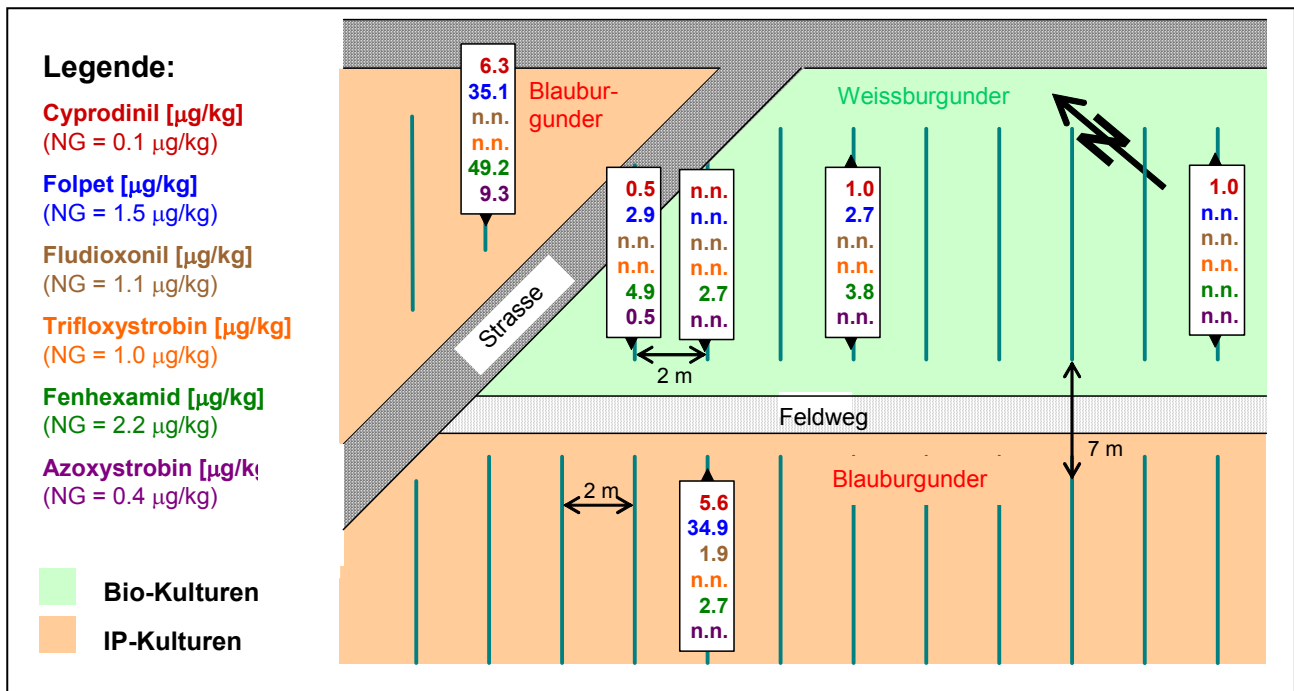 Legende:
Cyprodinil [µg/kg]
(NG = 0.1 µg/kg)
Folpet [µg/kg]
(NG = 1.5 µg/kg)
Fludioxonil [µg/kg]
(NG = 1.1 µg/kg)
Trifloxystrobin [µg/kg]
(NG = 1.0 µg/kg)
Fenhexamid [µg/kg]
(NG = 2.2 µg/kg)
Azoxystrobin [µg/k
(NG = 0.4 µg/kg)
Bio-Kulturen
IP-Kulturen
6.3
35.1
n.n.
n.n.
49.2
9.3
Blaubur-
gunder
Weissburgunder
N
Strasse
0.5
2.9
n.n.
n.n.
4.9
0.5
n.n.
n.n.
n.n.
n.n.
2.7
n.n.
2 m
1.0
2.7
n.n.
n.n.
3.8
n.n.
1.0
n.n.
n.n.
n.n.
n.n.
n.n.
Feldweg
7 m
Blauburgunder
2 m
5.6
34.9
1.9
n.n.
2.7
n.n.